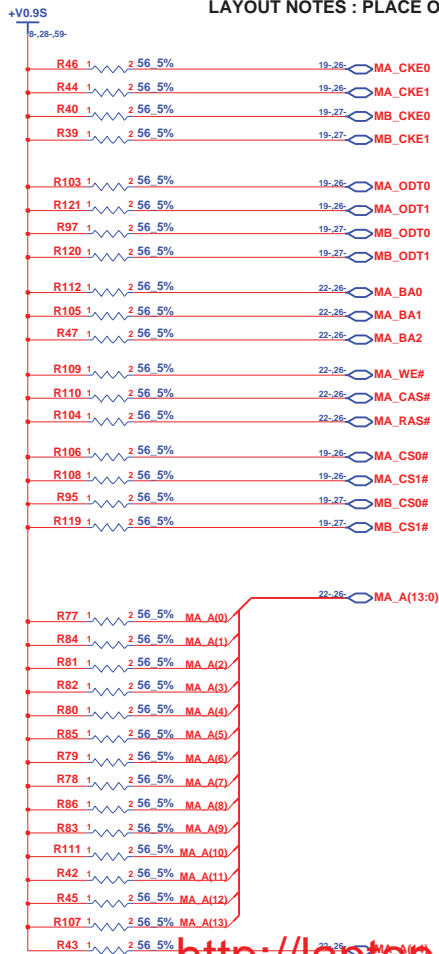 LAYOUT NOTES : PLACE O
+V0.9S
8-,28-,59-
R46 1 2 56_5% 19-,26- MA_CKE0
R44 1 2 56_5% 19-,26- MA_CKE1
R40 1 2 56_5% 19-,27- MB_CKE0
R39 1 2 56_5% 19-,27- MB_CKE1
R103 1 2 56_5% 19-,26- MA_ODT0
R121 1 2 56_5% 19-,26- MA_ODT1
R97 1 2 56_5% 19-,27- MB_ODT0
R120 1 2 56_5% 19-,27- MB_ODT1
R112 1 2 56_5% 22-,26- MA_BA0
R105 1 2 56_5% 22-,26- MA_BA1
R47 1 2 56_5% 22-,26- MA_BA2
R109 1 2 56_5% 22-,26- MA_WE#
R110 1 2 56_5% 22-,26- MA_CAS#
R104 1 2 56_5% 22-,26- MA_RAS#
R106 1 2 56_5% 19-,26- MA_CS0#
R108 1 2 56_5% 19-,26- MA_CS1#
R95 1 2 56_5% 19-,27- MB_CS0#
R119 1 2 56_5% 19-,27- MB_CS1#
22-,26- MA_A(13:0)
R77 1 2 56_5% MA_A(0)
R84 1 2 56_5% MA_A(1)
R81 1 2 56_5% MA_A(2)
R82 1 2 56_5% MA_A(3)
R80 1 2 56_5% MA_A(4)
R85 1 2 56_5% MA_A(5)
R79 1 2 56_5% MA_A(6)
R78 1 2 56_5% MA_A(7)
R86 1 2 56_5% MA_A(8)
R83 1 2 56_5% MA_A(9)
R111 1 2 56_5% MA_A(10)
R42 1 2 56_5% MA_A(11)
R45 1 2 56_5% MA_A(12)
R107 1 2 56_5% MA_A(13)
R43 1 2 56_5% 22-,26- MA_A(14)